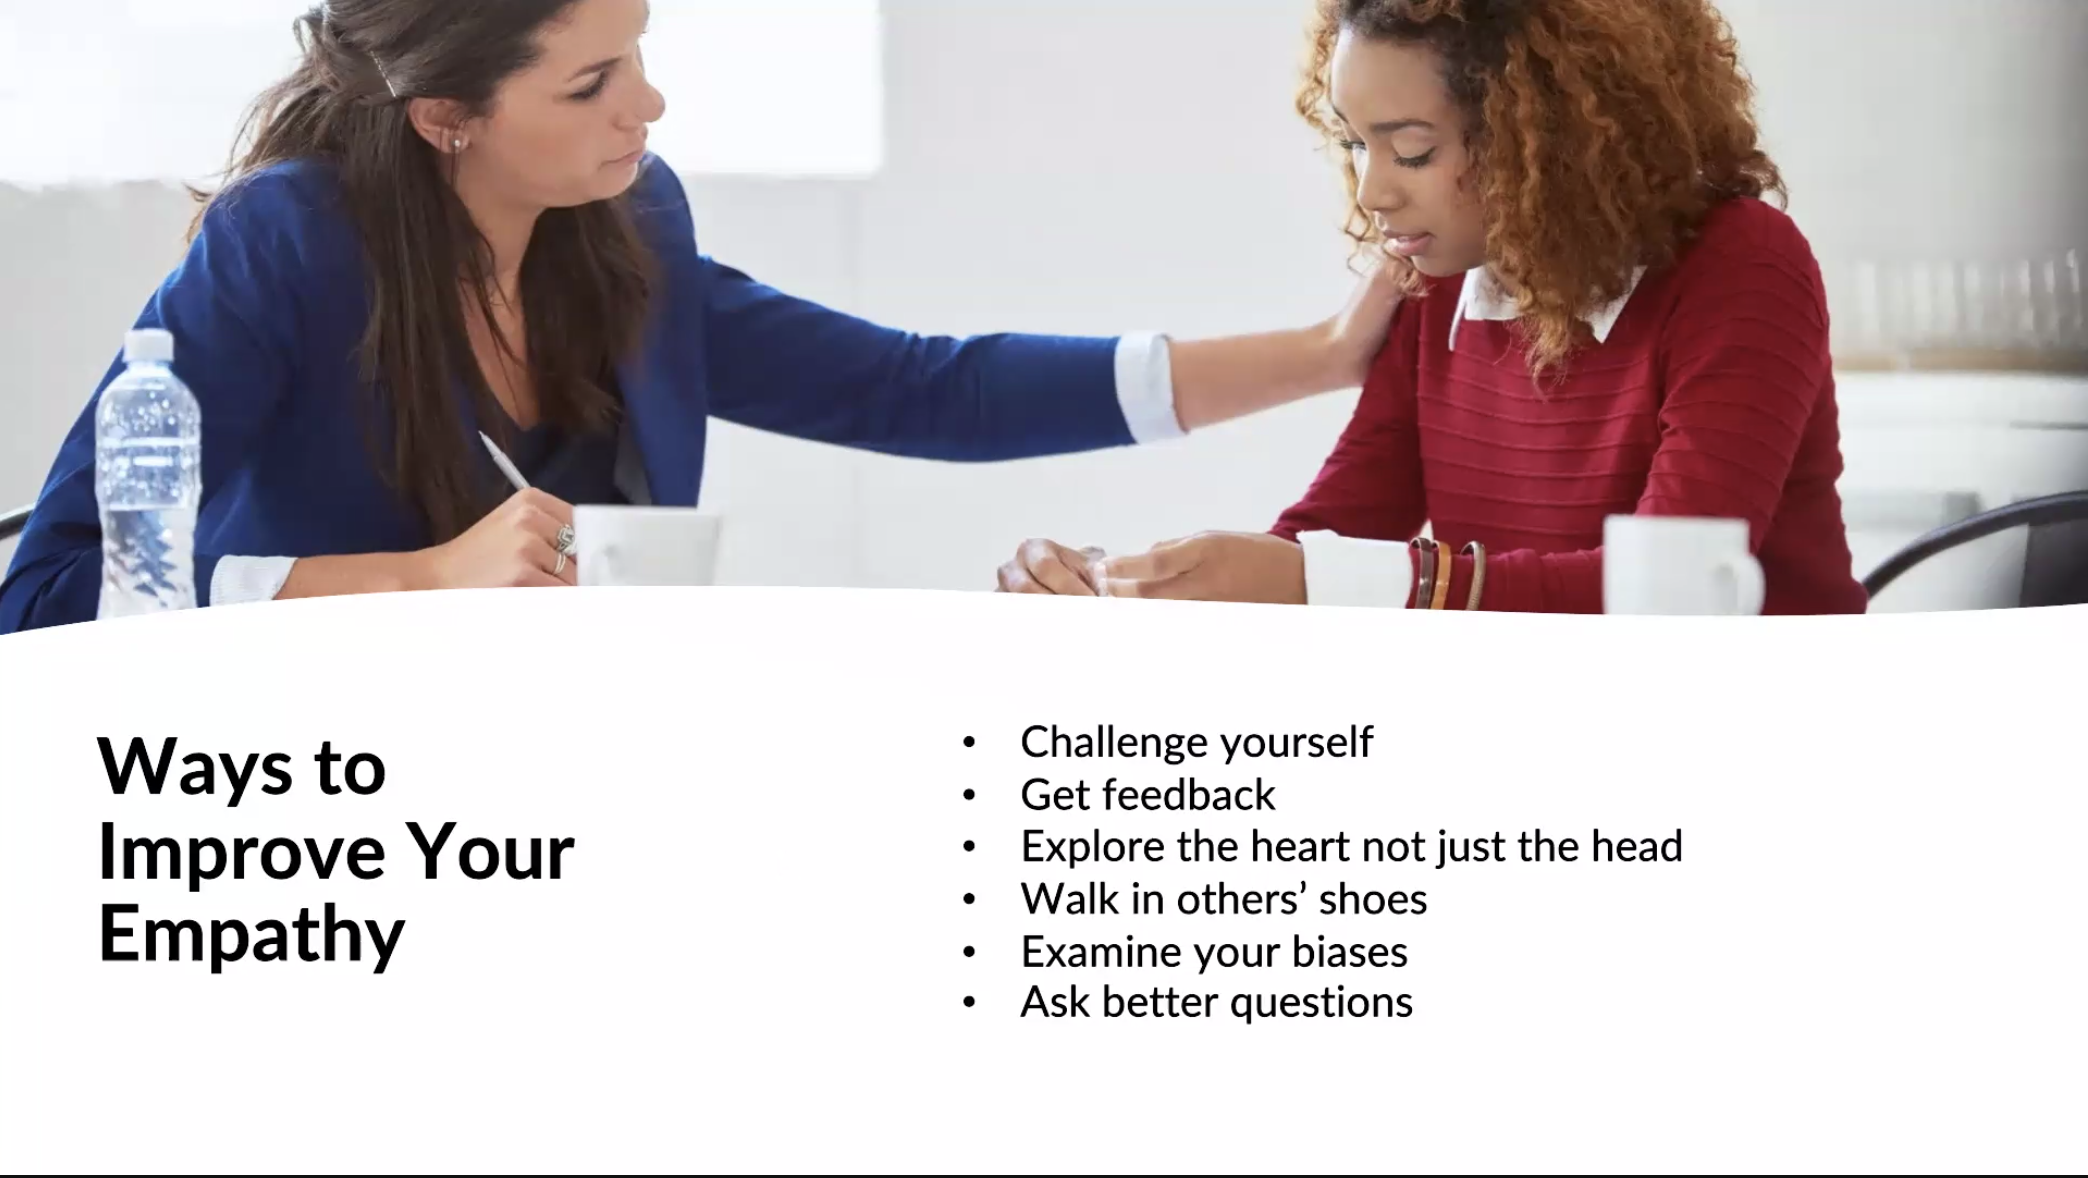 Ways to
Improve Your
Empathy
• Challenge yourself
• Get feedback
• Explore the heart not just the head
• Walk in others’ shoes
• Examine your biases
• Ask better questions